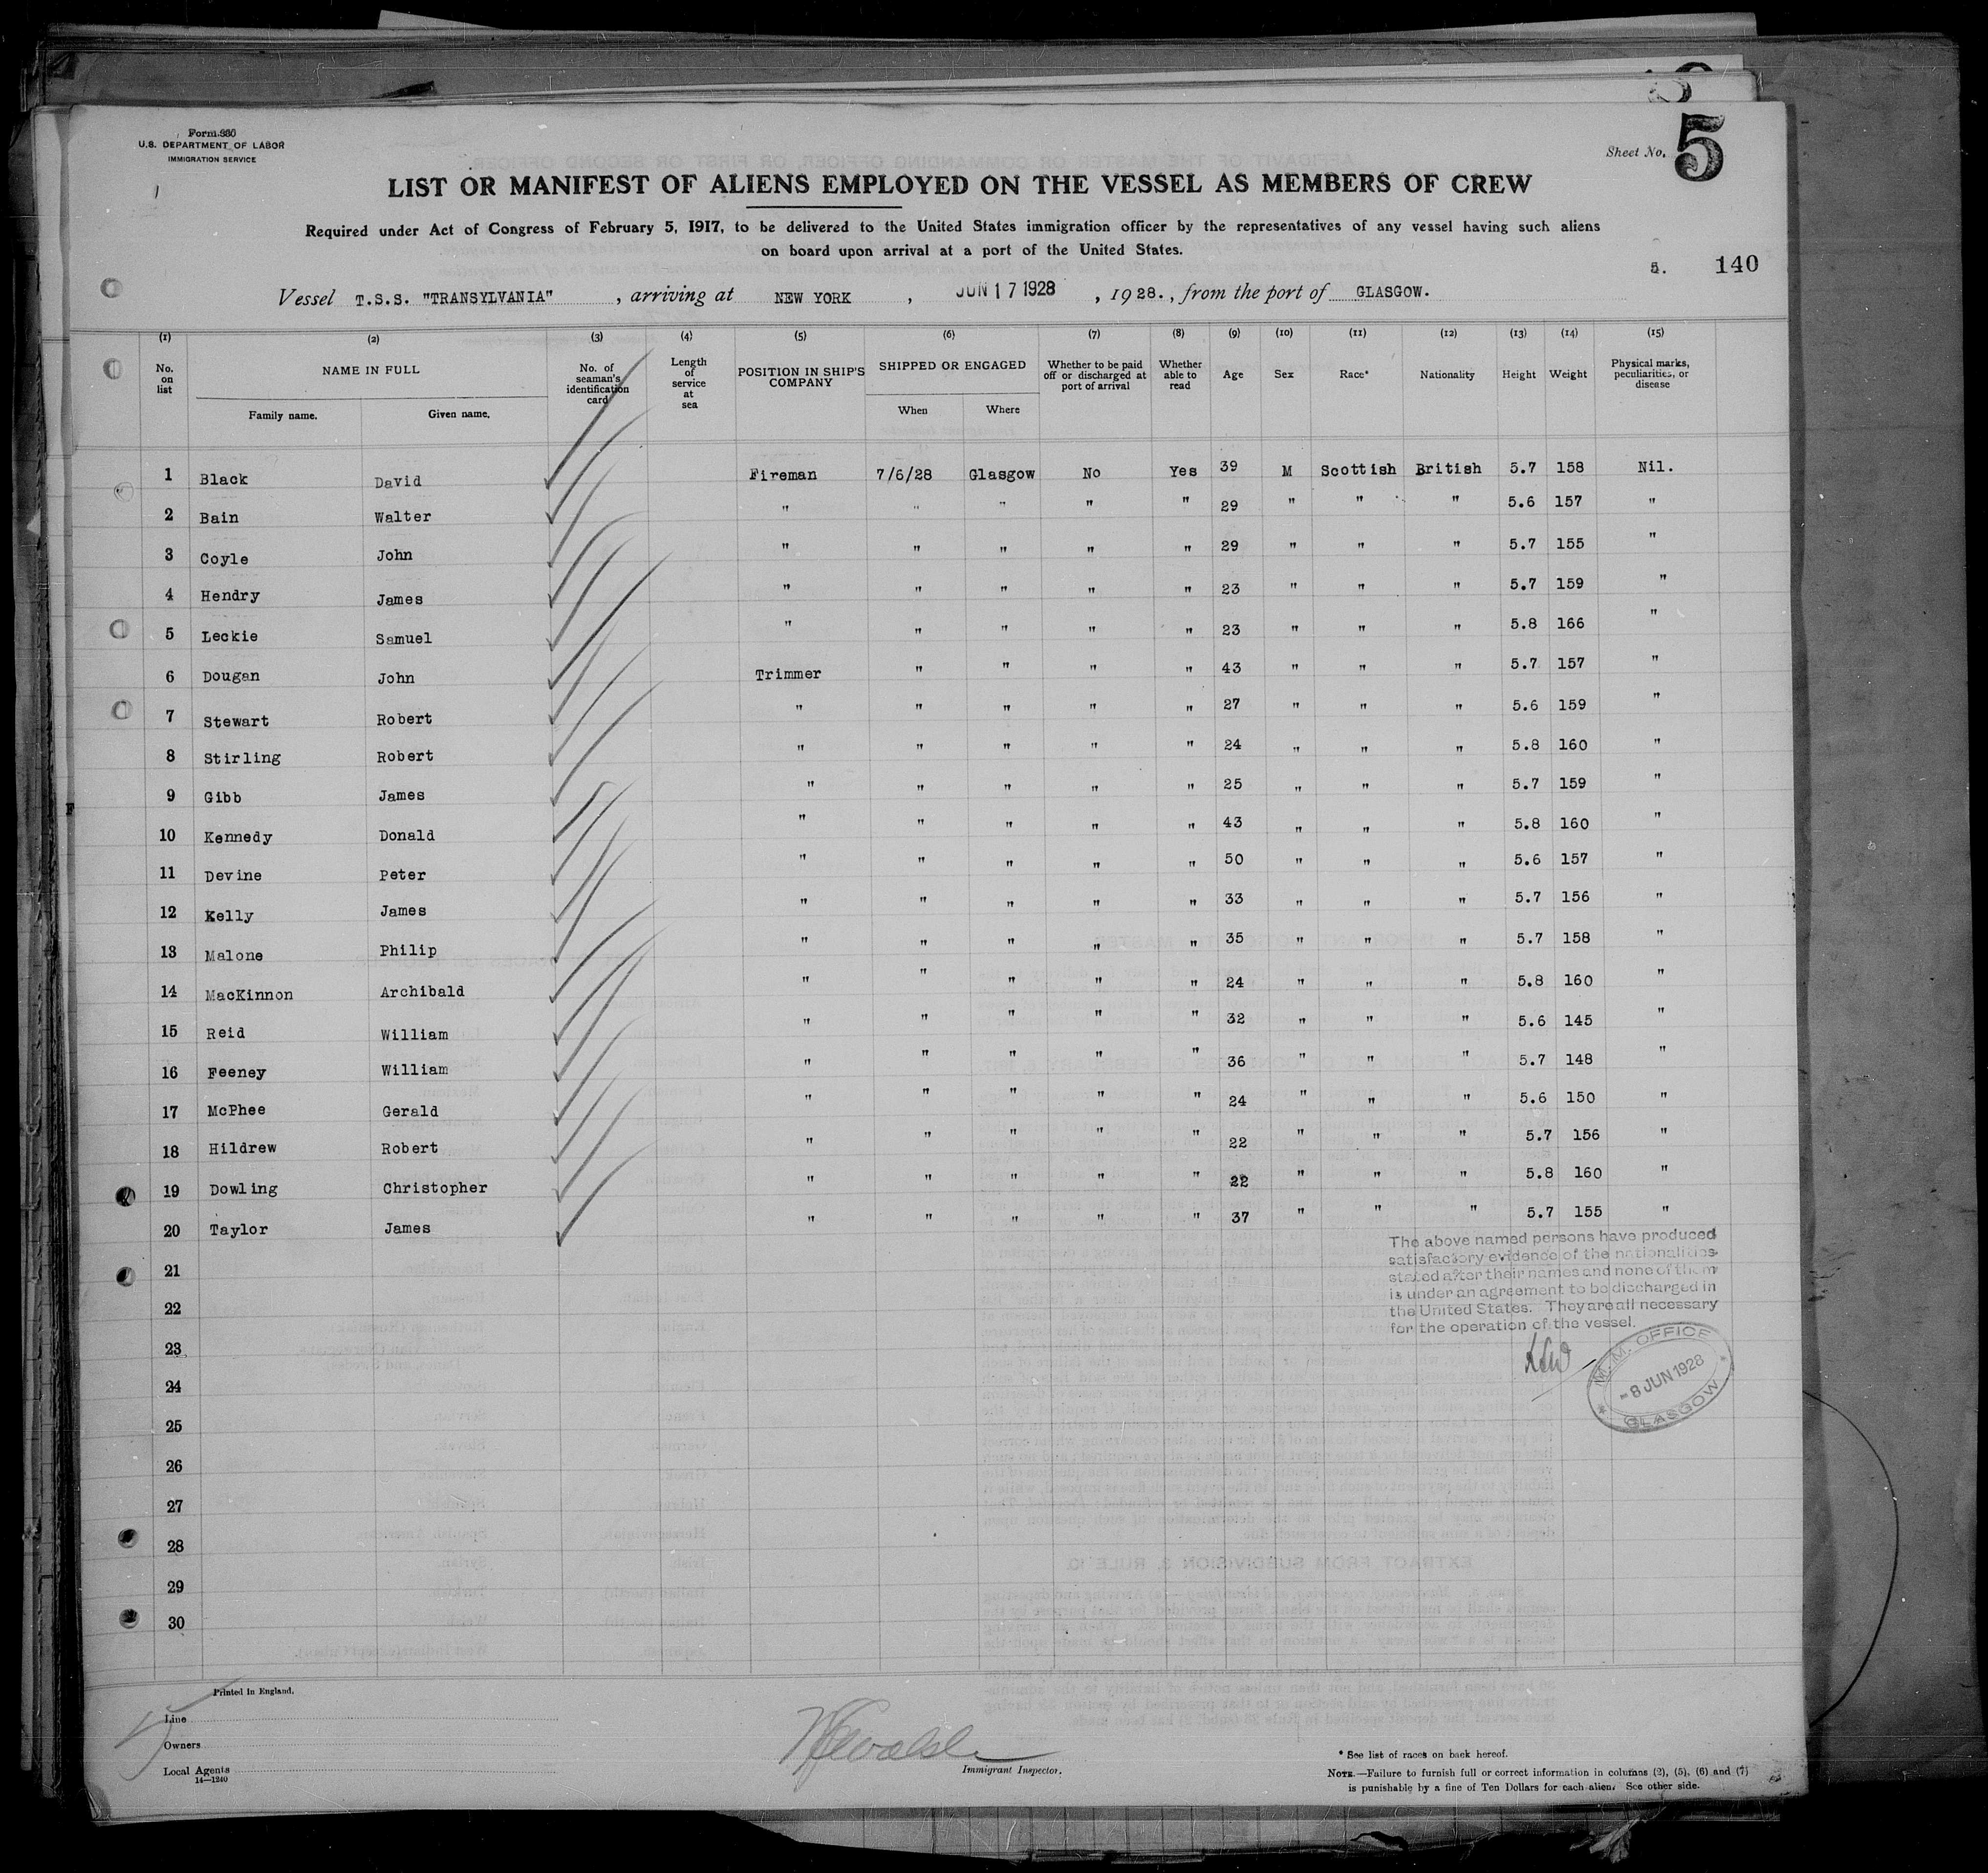 Form 680
U.S. DEPARTMENT OF LABOR
IMMIGRATION SERVICE
Sheet No. 5
LIST OR MANIFEST OF ALIENS EMPLOYED ON THE VESSEL AS MEMBERS OF CREW
Required under Act of Congress of February 5, 1917, to be delivered to the United States immigration officer by the representatives of any vessel having such aliens
on board upon arrival at a port of the United States.
5. 140
Vessel T.S.S. "TRANSYLVANIA", arriving at NEW YORK, JUN 17 1928, 1928., from the port of GLASGOW.
(1) (2) (3) (4) (5) (6) (7) (8) (9) (10) (11) (12) (13) (14) (15)
No. on list NAME IN FULL No. of seaman's identification card Length of service at sea POSITION IN SHIP'S COMPANY SHIPPED OR ENGAGED Whether to be paid off or discharged at port of arrival Whether able to read Age Sex Race* Nationality Height Weight Physical marks, peculiarities, or disease
Family name. Given name. When Where
1 Black David Fireman 7/6/28 Glasgow No Yes 39 M Scottish British 5.7 158 Nil.
2 Bain Walter " " " " " 29 " " " 5.6 157 "
3 Coyle John " " " " " 29 " " " 5.7 155 "
4 Hendry James " " " " " 23 " " " 5.7 159 "
5 Leckie Samuel " " " " " 23 " " " 5.8 166 "
6 Dougan John Trimmer " " " " 43 " " " 5.7 157 "
7 Stewart Robert " " " " " 27 " " " 5.6 159 "
8 Stirling Robert " " " " " 24 " " " 5.8 160 "
9 Gibb James " " " " " 25 " " " 5.7 159 "
10 Kennedy Donald " " " " " 43 " " " 5.8 160 "
11 Devine Peter " " " " " 50 " " " 5.6 157 "
12 Kelly James " " " " " 33 " " " 5.7 156 "
13 Malone Philip " " " " " 35 " " " 5.7 158 "
14 MacKinnon Archibald " " " " " 24 " " " 5.8 160 "
15 Reid William " " " " " 32 " " " 5.6 145 "
16 Feeney William " " " " " 36 " " " 5.7 148 "
17 McPhee Gerald " " " " " 24 " " " 5.6 150 "
18 Hildrew Robert " " " " " 22 " " " 5.7 156 "
19 Dowling Christopher " " " " " 22 " " " 5.8 160 "
20 Taylor James " " " " " 37 " " " 5.7 155 "
21
22
23
24
25
26
27
28
29
30
The above named persons have produced
satisfactory evidence of the nationalities
stated after their names and none of them
is under an agreement to be discharged in
the United States. They are all necessary
for the operation of the vessel.
M. M. OFFICE
8 JUN 1928
GLASGOW
Printed in England.
Line
Owners
Local Agents
14—1240
Immigrant Inspector.
* See list of races on back hereof.
NOTE.—Failure to furnish full or correct information in columns (2), (5), (6) and (7)
is punishable by a fine of Ten Dollars for each alien. See other side.